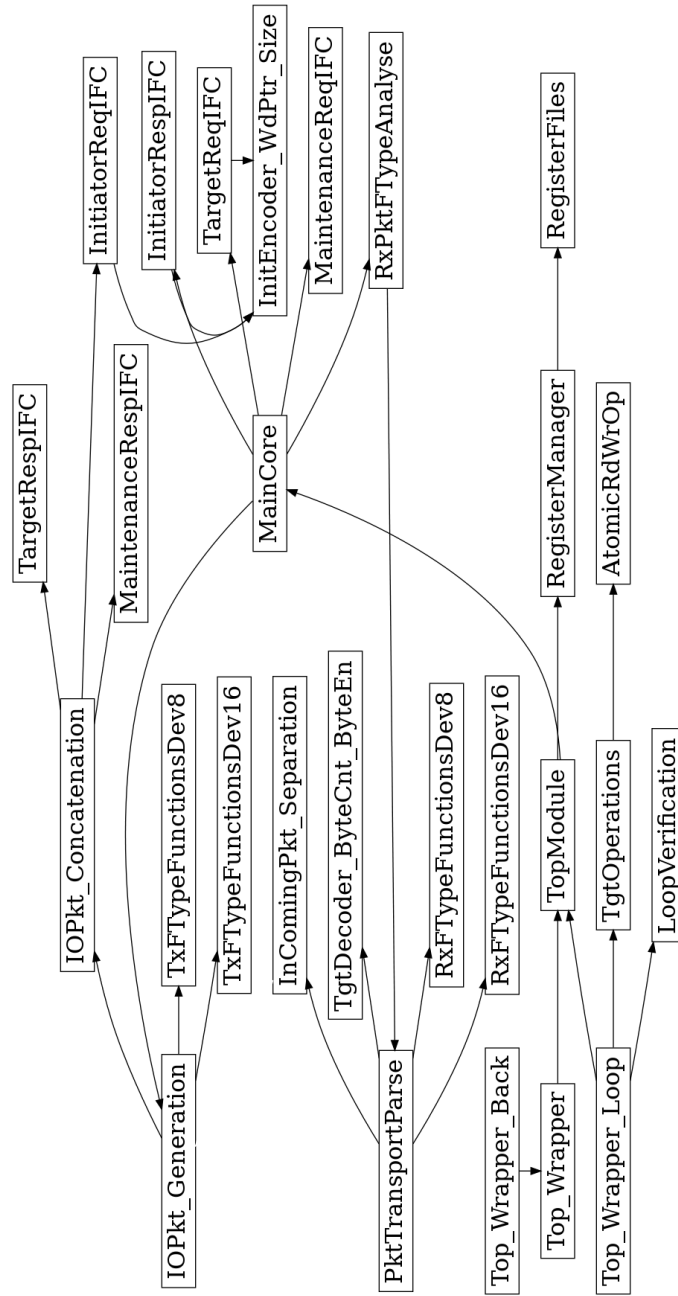 TargetRespIFC
IOPkt_Concatenation
MaintenanceRespIFC
InitiatorReqIFC
InitiatorRespIFC
TargetReqIFC
InitEncoder_WdPtr_Size
MaintenanceReqIFC
RxPktFTypeAnalyse
MainCore
IOPkt_Generation
TxFTypeFunctionsDev8
TxFTypeFunctionsDev16
InComingPkt_Separation
TgtDecoder_ByteCnt_ByteEn
RxFTypeFunctionsDev8
RxFTypeFunctionsDev16
PktTransportParse
Top_Wrapper_Back
Top_Wrapper
Top_Wrapper_Loop
TopModule
TgtOperations
LoopVerification
RegisterManager
AtomicRdWrOp
RegisterFiles